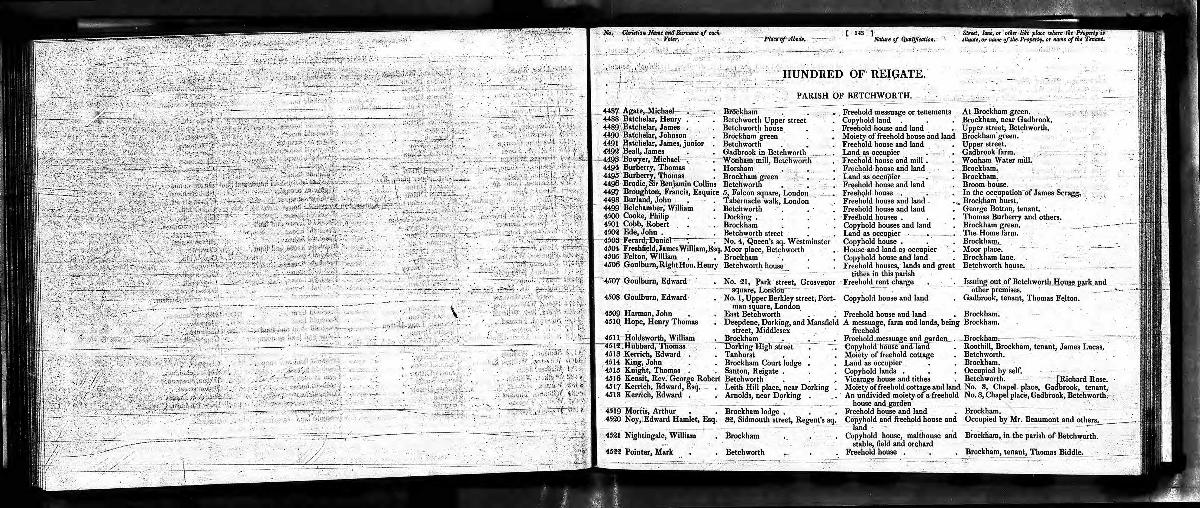 No. Christian Name and Surname of each Voter. Place of Abode. [ 145 ] Nature of Qualification. Street, lane, or other like place where the Property is situate, or name of the Property, or name of the Tenant.
HUNDRED OF REIGATE.
PARISH OF BETCHWORTH.
4487 Agate, Michael . Brockham . Freehold messuage or tenements At Brockham green.
4488 Batchelar, Henry . Betchworth Upper street . Copyhold land . . Brockham, near Gadbrook.
4489 Batchelar, James . Betchworth house . Freehold house and land . Upper street, Betchworth.
4490 Batchelar, Johnson . Brockham green . Moiety of freehold house and land Brockham green.
4491 Batchelar, James, junior . Betchworth . Freehold house and land . Upper street.
4492 Beall, James . Gadbrook in Betchworth . Land as occupier . Gadbrook farm.
4493 Bowyer, Michael . Wonham mill, Betchworth . Freehold house and mill . Wonham Water mill.
4494 Burberry, Thomas . Horsham . Freehold house and land . Brockham.
4495 Burberry, Thomas . Brockham green . Land as occupier . Brockham.
4496 Brodie, Sir Benjamin Collins Betchworth . Freehold house and land . Broom house.
4497 Broughton, Francis, Esquire 5, Falcon square, London . Freehold house . . In the occupation of James Scragg.
4498 Burland, John . Tabernacle walk, London . Freehold house and land . Brockham hurst.
4499 Belchamber, William . Betchworth . Freehold house and land . George Botton, tenant.
4500 Cooke, Philip . Dorking . Freehold houses . . Thomas Burberry and others.
4501 Cobb, Robert . Brockham . Copyhold houses and land . Brockham green.
4502 Ede, John . Betchworth street . Land as occupier . The Home farm.
4503 Ferard, Daniel . No. 4, Queen's sq. Westminster Copyhold house . Brockham.
4504 Freshfield, James William, Esq. Moor place, Betchworth . House and land as occupier . Moor place.
4505 Felton, William . Brockham . Copyhold house and land . Brockham lane.
4506 Goulburn, Right Hon. Henry Betchworth house . Freehold houses, lands and great Betchworth house.
tithes in this parish
4507 Goulburn, Edward . No. 21, Park street, Grosvenor Freehold rent charge . . Issuing out of Betchworth House park and
square, London other premises.
4508 Goulburn, Edward . No. 1, Upper Berkley street, Port- Copyhold house and land . Gadbrook, tenant, Thomas Felton.
man square, London
4509 Harman, John . East Betchworth . Freehold house and land . Brockham.
4510 Hope, Henry Thomas . Deepdene, Dorking, and Mansfield A messuage, farm and lands, being Brockham.
street, Middlesex freehold
4511 Holdsworth, William . Brockham . Freehold messuage and garden . Brockham.
4512 Hubbard, Thomas . Dorking High street . Copyhold house and land . Roothill, Brockham, tenant, James Lucas.
4513 Kerrich, Edward . Tanhurst . Moiety of freehold cottage . Betchworth.
4514 King, John . Brockham Court lodge . Land as occupier . Brockham.
4515 Knight, Thomas . Santon, Reigate . Copyhold lands . . Occupied by self.
4516 Kensit, Rev. George Robert Betchworth . Vicarage house and tithes . Betchworth. [Richard Rose.
4517 Kerrich, Edward, Esq. . Leith Hill place, near Dorking . Moiety of freehold cottage and land No. 3, Chapel place, Gadbrook, tenant,
4518 Kerrich, Edward . Arnolds, near Dorking . An undivided moiety of a freehold No. 3, Chapel place, Gadbrook, Betchworth.
house and garden
4519 Morris, Arthur . Brockham lodge . Freehold house and land . Brockham.
4520 Noy, Edward Hamlet, Esq. 32, Sidmouth street, Regent's sq. Copyhold and freehold house and Occupied by Mr. Beaumont and others.
land
4521 Nightingale, William . Brockham . Copyhold house, malthouse and Brockham, in the parish of Betchworth.
stable, field and orchard
4522 Pointer, Mark . Betchworth . Freehold house . . Brockham, tenant, Thomas Biddle.